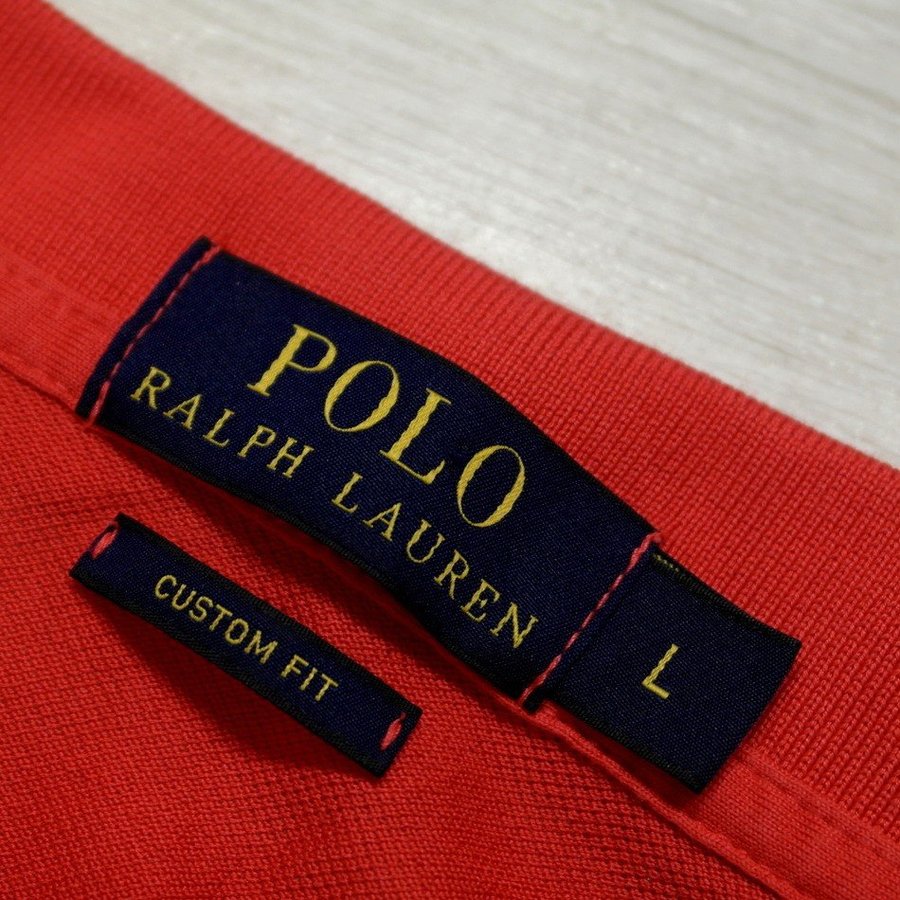 POLO
RALPH LAUREN
L
CUSTOM FIT